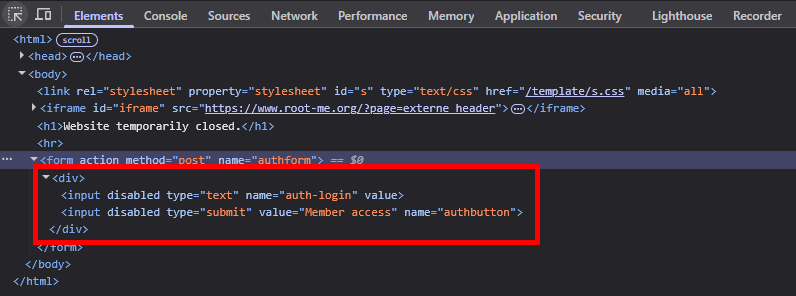 Elements Console Sources Network Performance Memory Application Security Lighthouse Recorder
<html> scroll
<head> </head>
<body>
<link rel="stylesheet" property="stylesheet" id="s" type="text/css" href="/template/s.css" media="all">
<iframe id="iframe" src="https://www.root-me.org/?page=externe_header"> </iframe>
<h1>Website temporarily closed.</h1>
<hr>
<form action method="post" name="authform"> == $0
<div>
<input disabled type="text" name="auth-login" value>
<input disabled type="submit" value="Member access" name="authbutton">
</div>
</form>
</body>
</html>